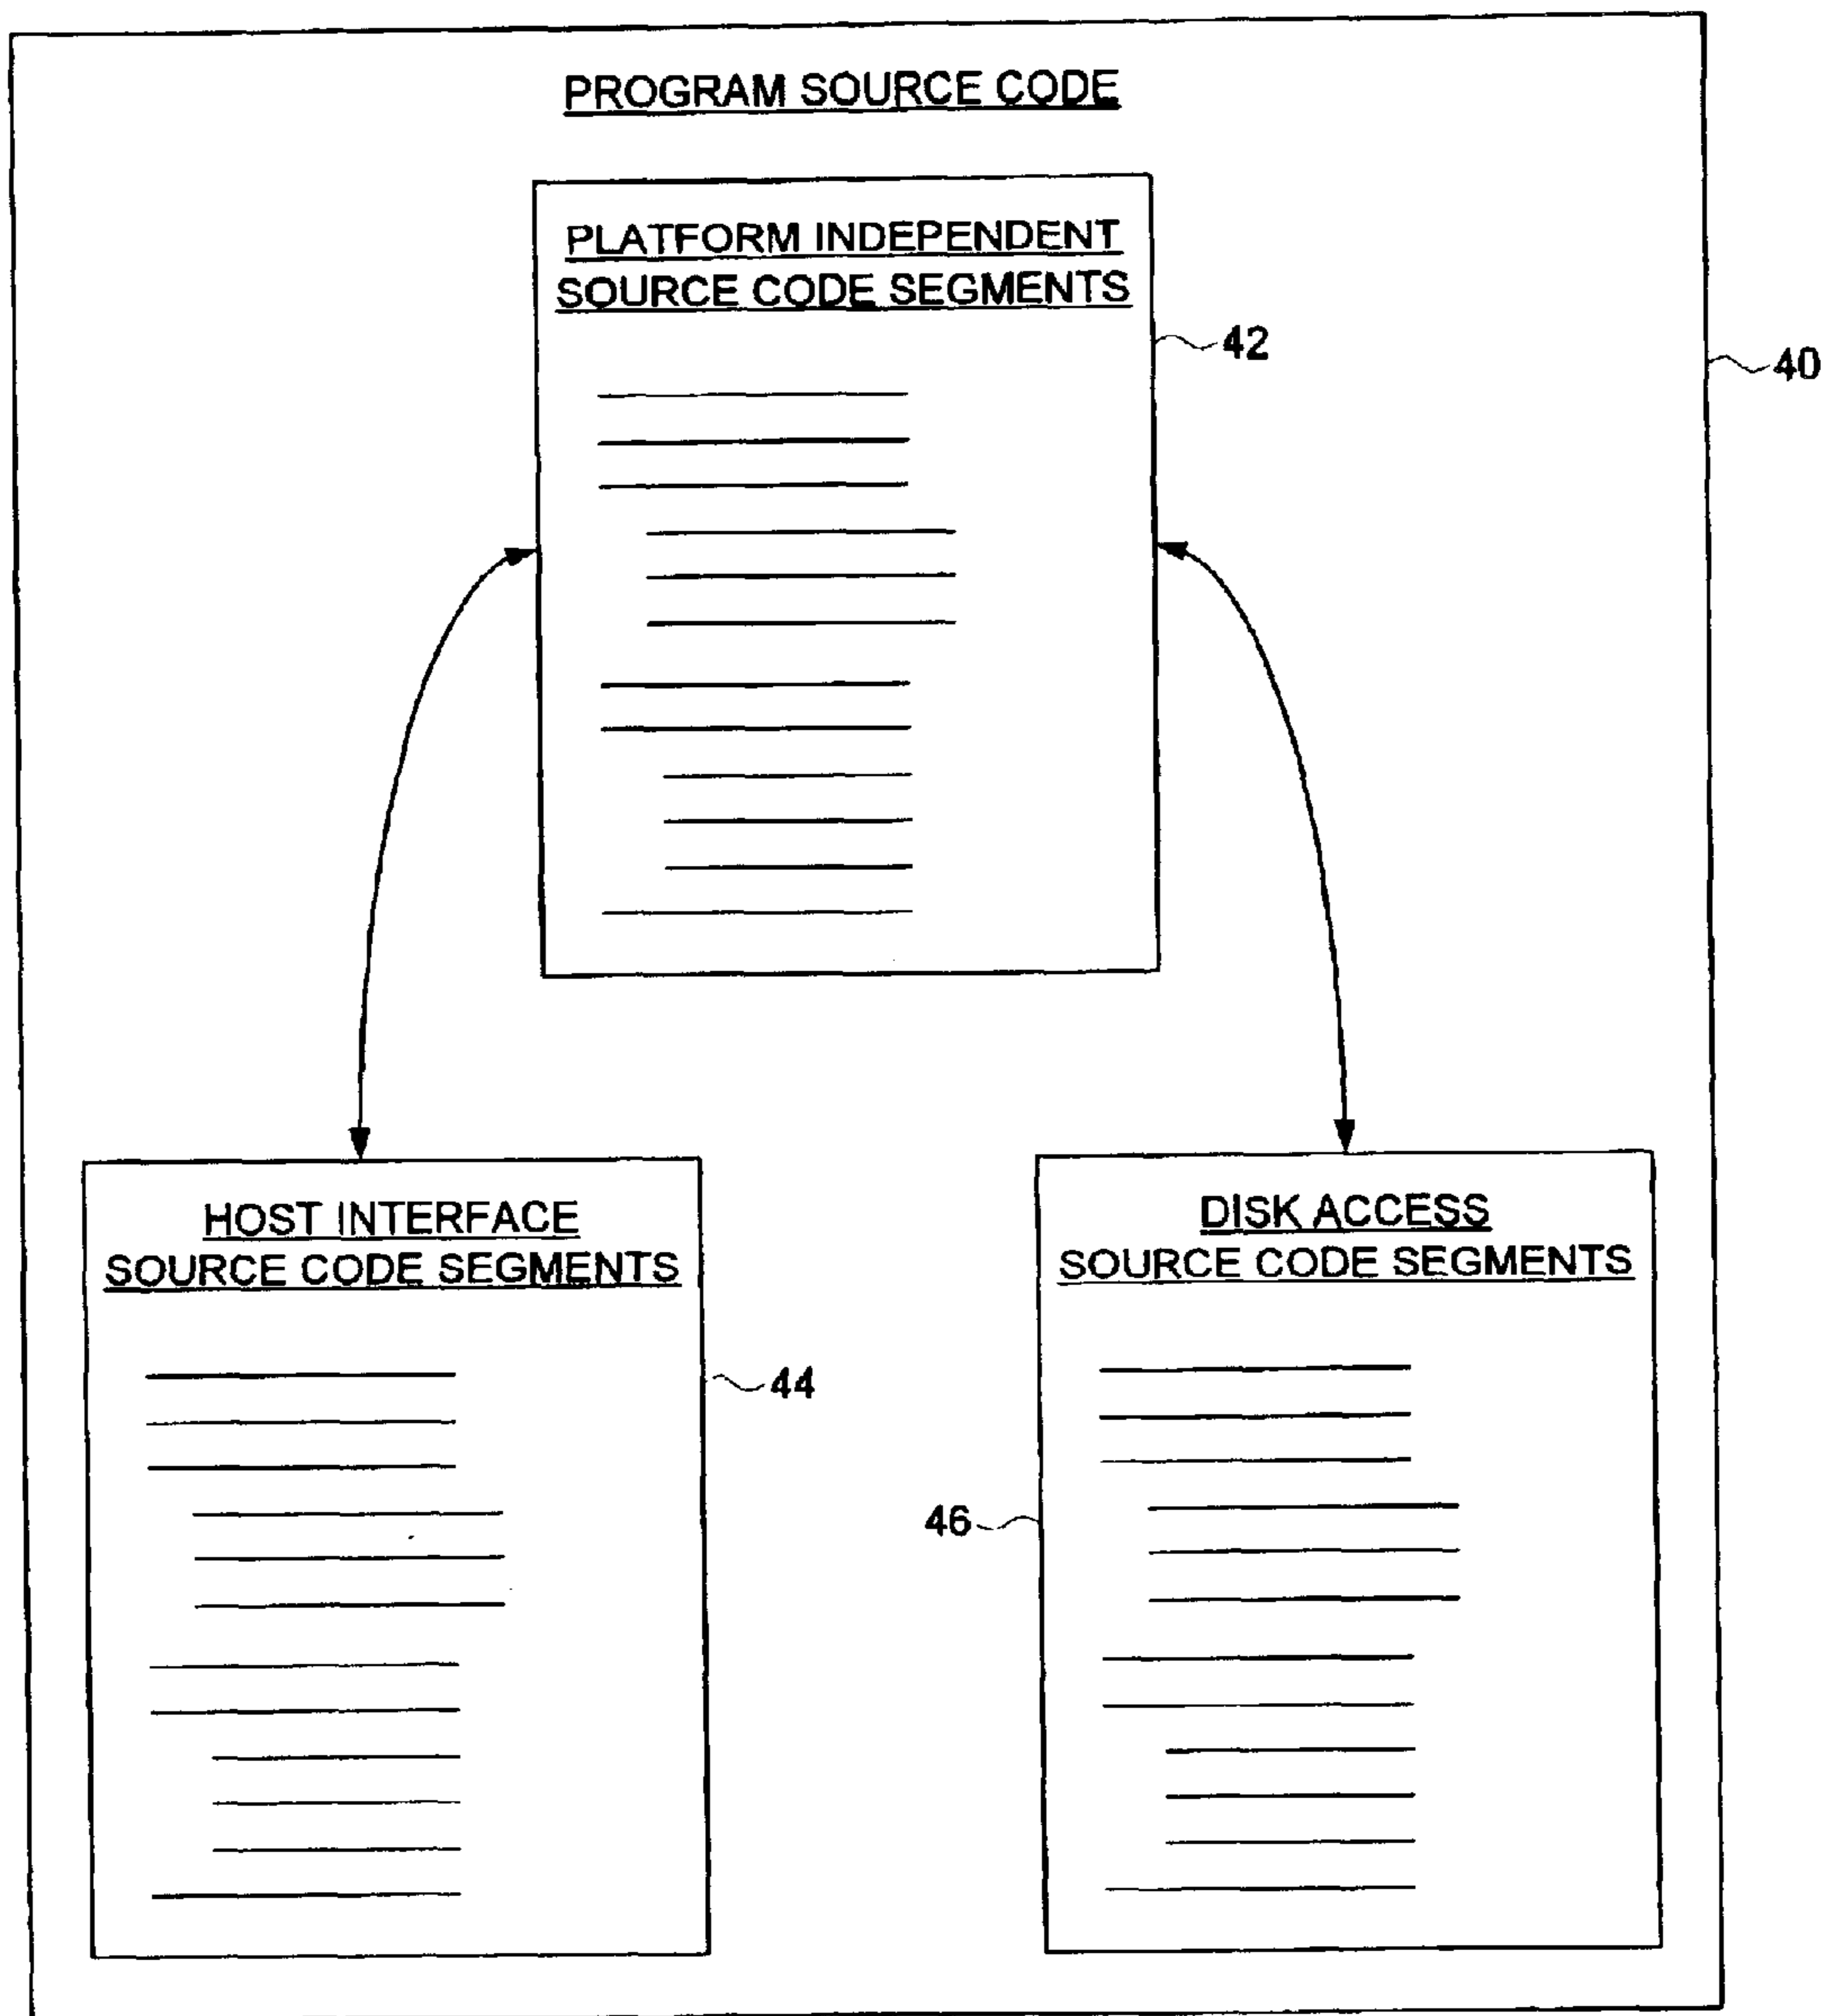 PROGRAM SOURCE CODE
PLATFORM INDEPENDENT
SOURCE CODE SEGMENTS
42
40
HOST INTERFACE
SOURCE CODE SEGMENTS
44
DISK ACCESS
SOURCE CODE SEGMENTS
46